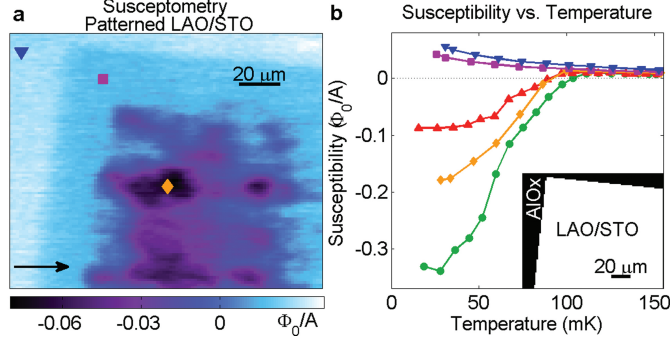 a
Susceptometry
Patterned LAO/STO
20 μm
-0.06 -0.03 0 Φ0/A
b
Susceptibility vs. Temperature
Susceptibility (Φ0/A)
0
-0.1
-0.2
-0.3
AlOx
LAO/STO
20 μm
0 50 100 150
Temperature (mK)